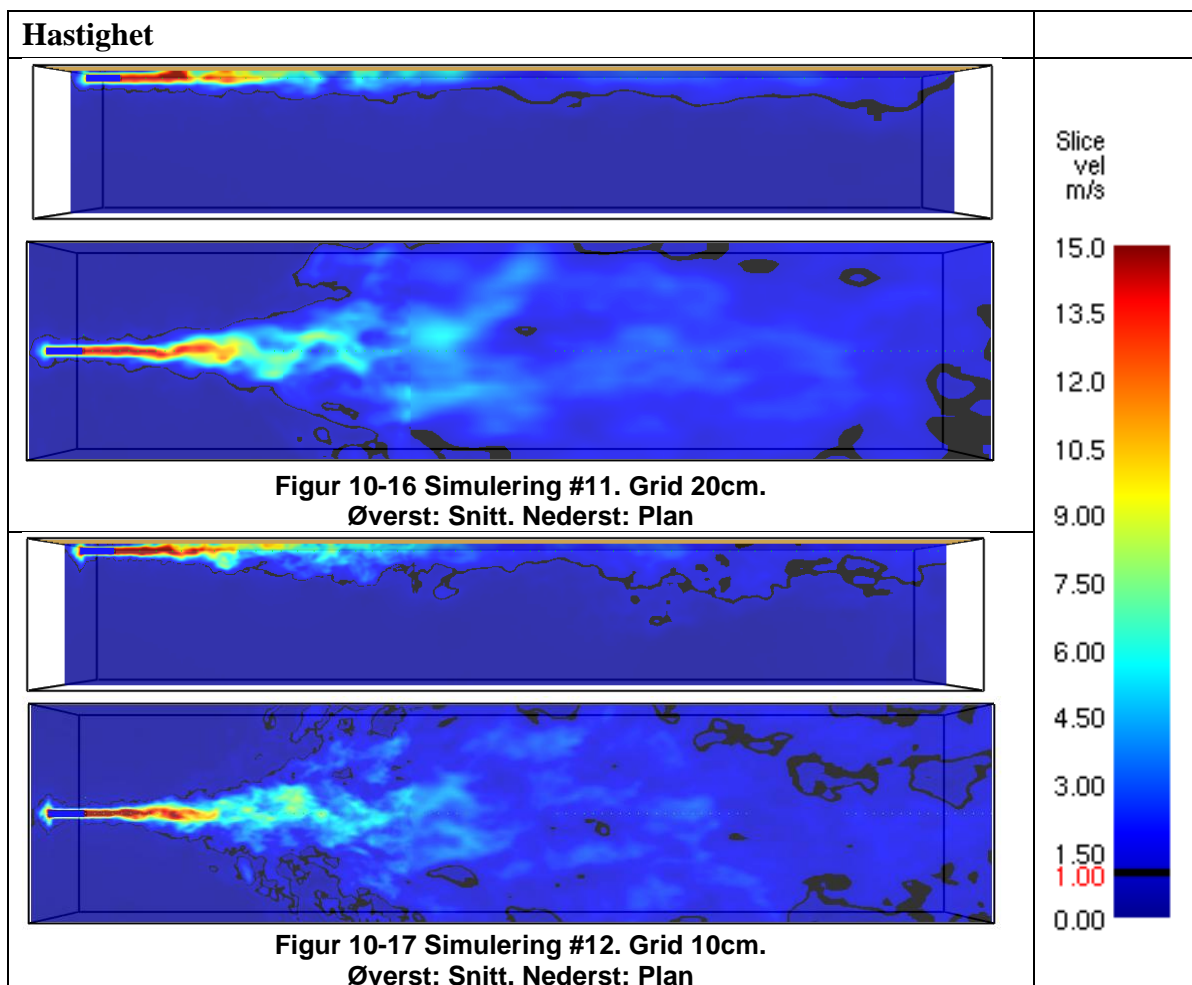 Hastighet
Figur 10-16 Simulering #11. Grid 20cm.
Øverst: Snitt. Nederst: Plan
Figur 10-17 Simulering #12. Grid 10cm.
Øverst: Snitt. Nederst: Plan
Slice
vel
m/s
15.0
13.5
12.0
10.5
9.00
7.50
6.00
4.50
3.00
1.50
1.00
0.00